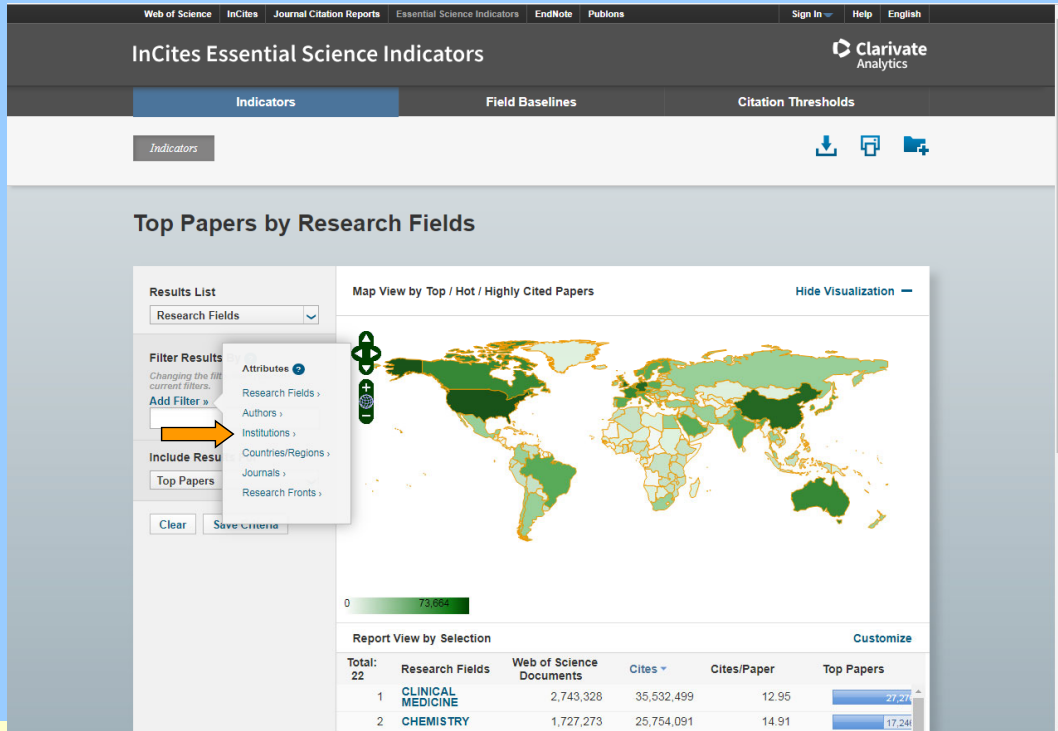 Web of Science InCites Journal Citation Reports Essential Science Indicators EndNote Publons Sign In Help English
InCites Essential Science Indicators
Clarivate
Analytics
Indicators Field Baselines Citation Thresholds
Indicators
Top Papers by Research Fields
Results List
Research Fields
Map View by Top / Hot / Highly Cited Papers
Hide Visualization
Filter Results
Changing the
current filters.
Add Filter »
Attributes ?
Research Fields ›
Authors ›
Institutions ›
Countries/Regions ›
Journals ›
Research Fronts ›
Include
Top Papers
Clear Save Criteria
0 73,664
Report View by Selection Customize
Total: 22 Research Fields Web of Science Documents Cites Cites/Paper Top Papers
1 CLINICAL MEDICINE 2,743,328 35,532,499 12.95
2 CHEMISTRY 1,727,273 25,754,091 14.91